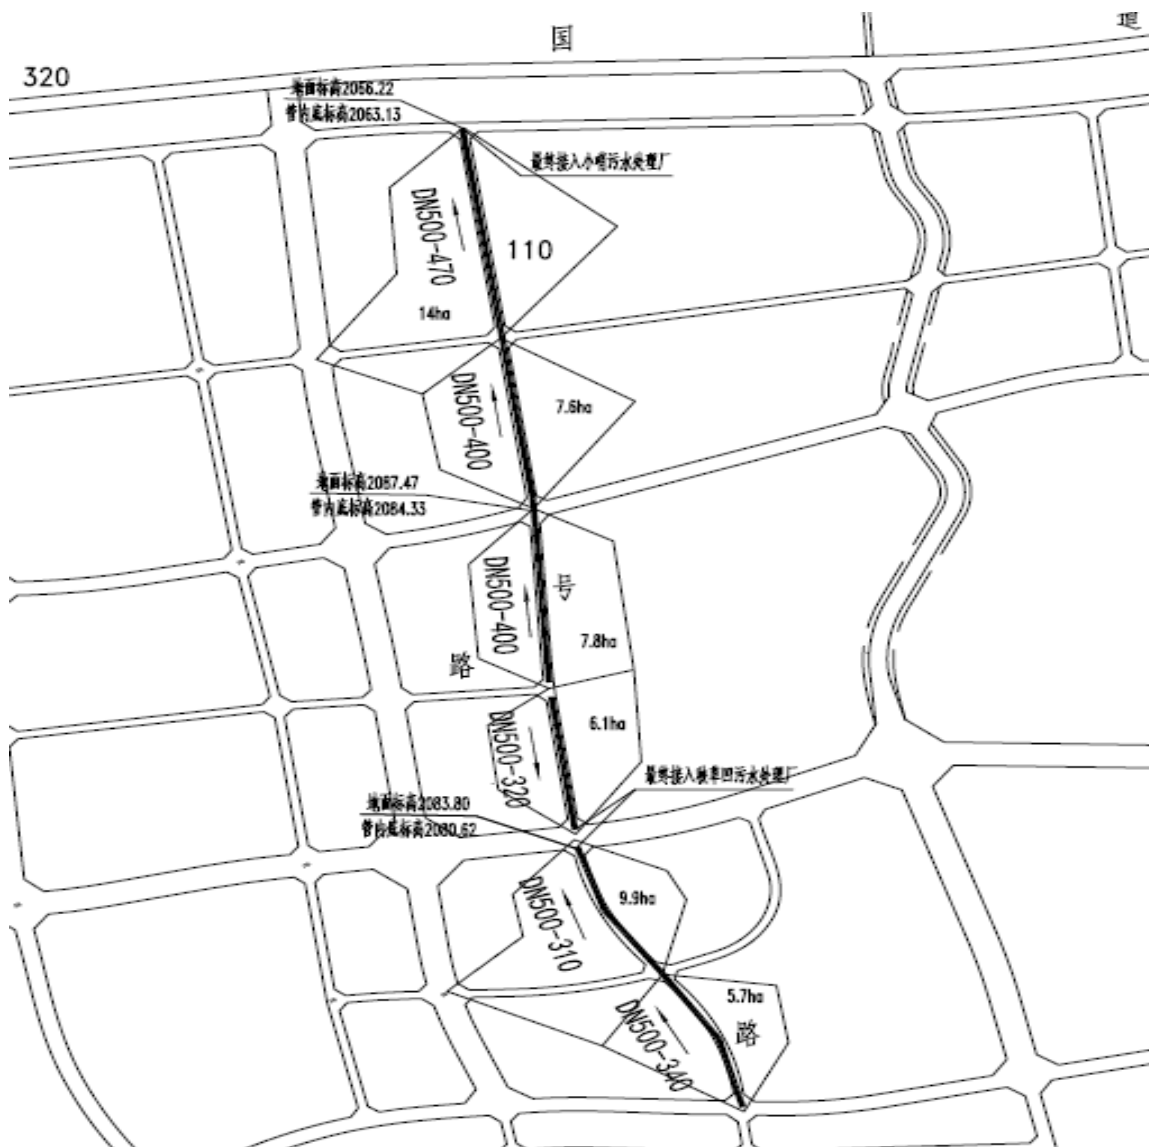 国
道
320
地面标高2066.22
管内底标高2063.13
最终接入小哨污水处理厂
DN500-470
110
14ha
DN500-400
7.6ha
地面标高2087.47
管内底标高2084.33
DN500-400
号
7.8ha
路
6.1ha
DN500-320
最终接入秧草凹污水处理厂
地面标高2083.80
管内底标高2080.62
9.9ha
DN500-310
5.7ha
路
DN500-340